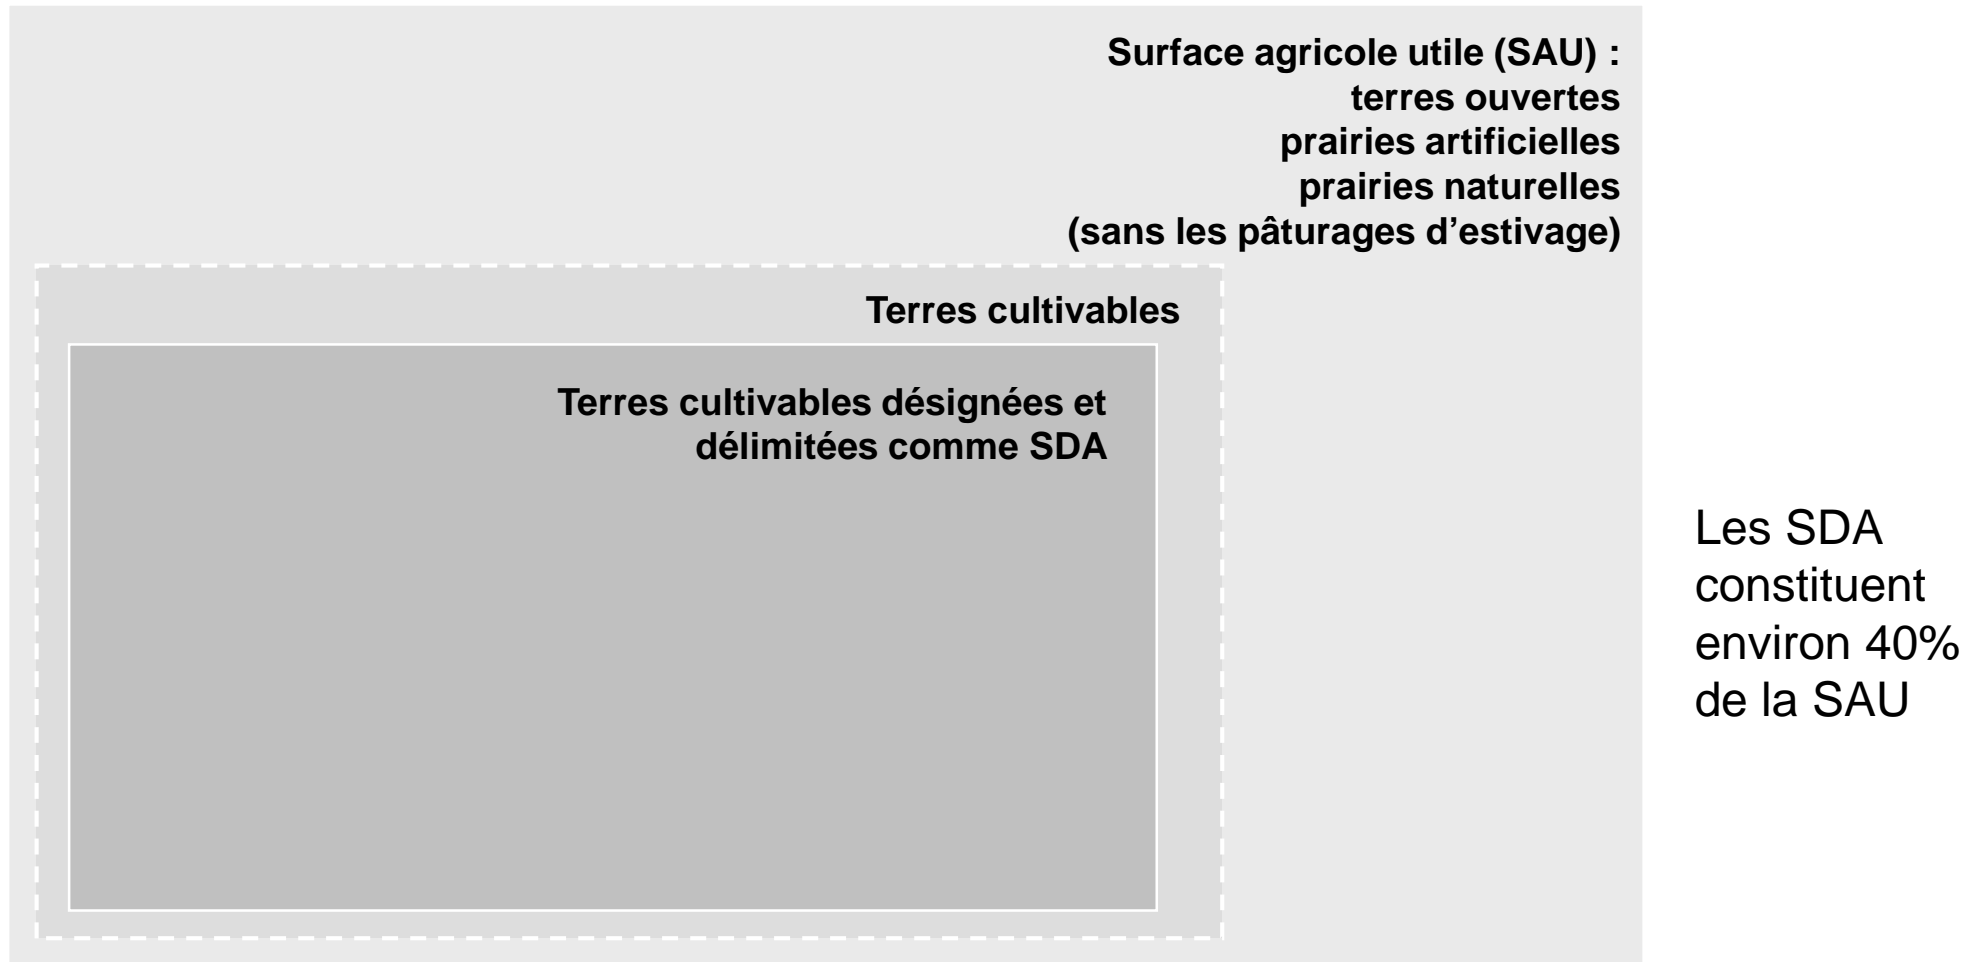 Surface agricole utile (SAU) :
terres ouvertes
prairies artificielles
prairies naturelles
(sans les pâturages d’estivage)
Terres cultivables
Terres cultivables désignées et
délimitées comme SDA
Les SDA
constituent
environ 40%
de la SAU